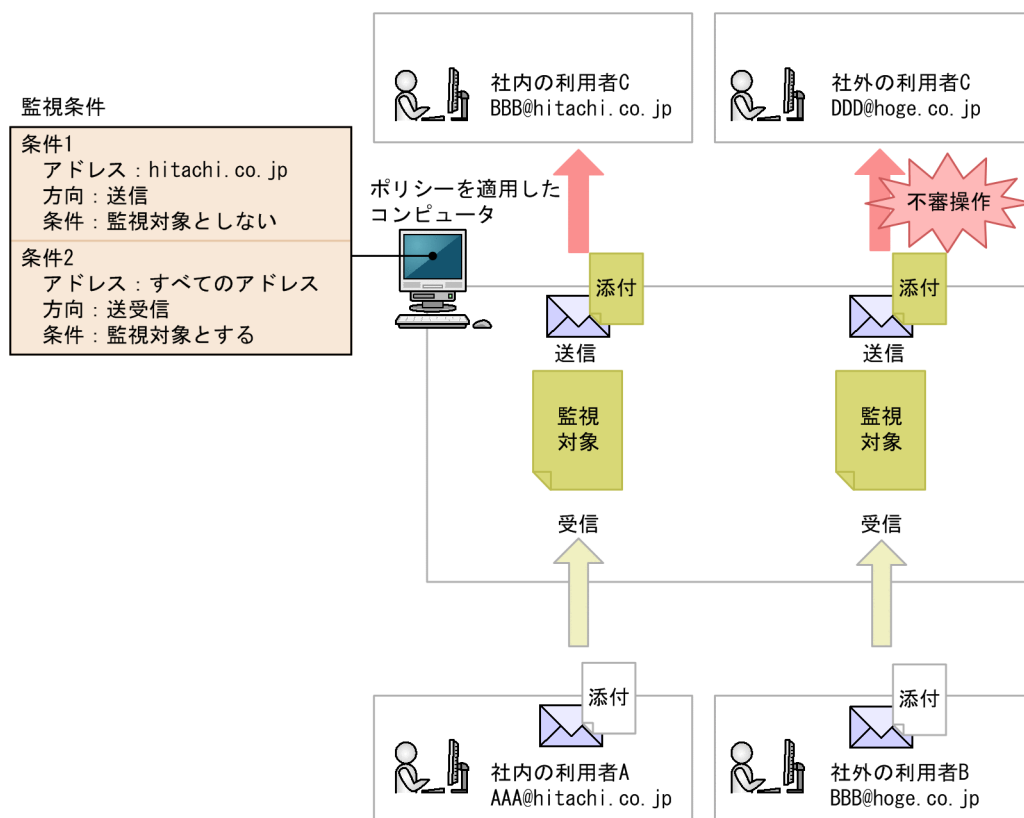 社内の利用者C
BBB@hitachi.co.jp
社外の利用者C
DDD@hoge.co.jp
監視条件
条件1
アドレス：hitachi.co.jp
方向：送信
条件：監視対象としない
条件2
アドレス：すべてのアドレス
方向：送受信
条件：監視対象とする
ポリシーを適用した
コンピュータ
不審操作
添付
添付
送信
送信
監視
対象
監視
対象
受信
受信
添付
添付
社内の利用者A
AAA@hitachi.co.jp
社外の利用者B
BBB@hoge.co.jp